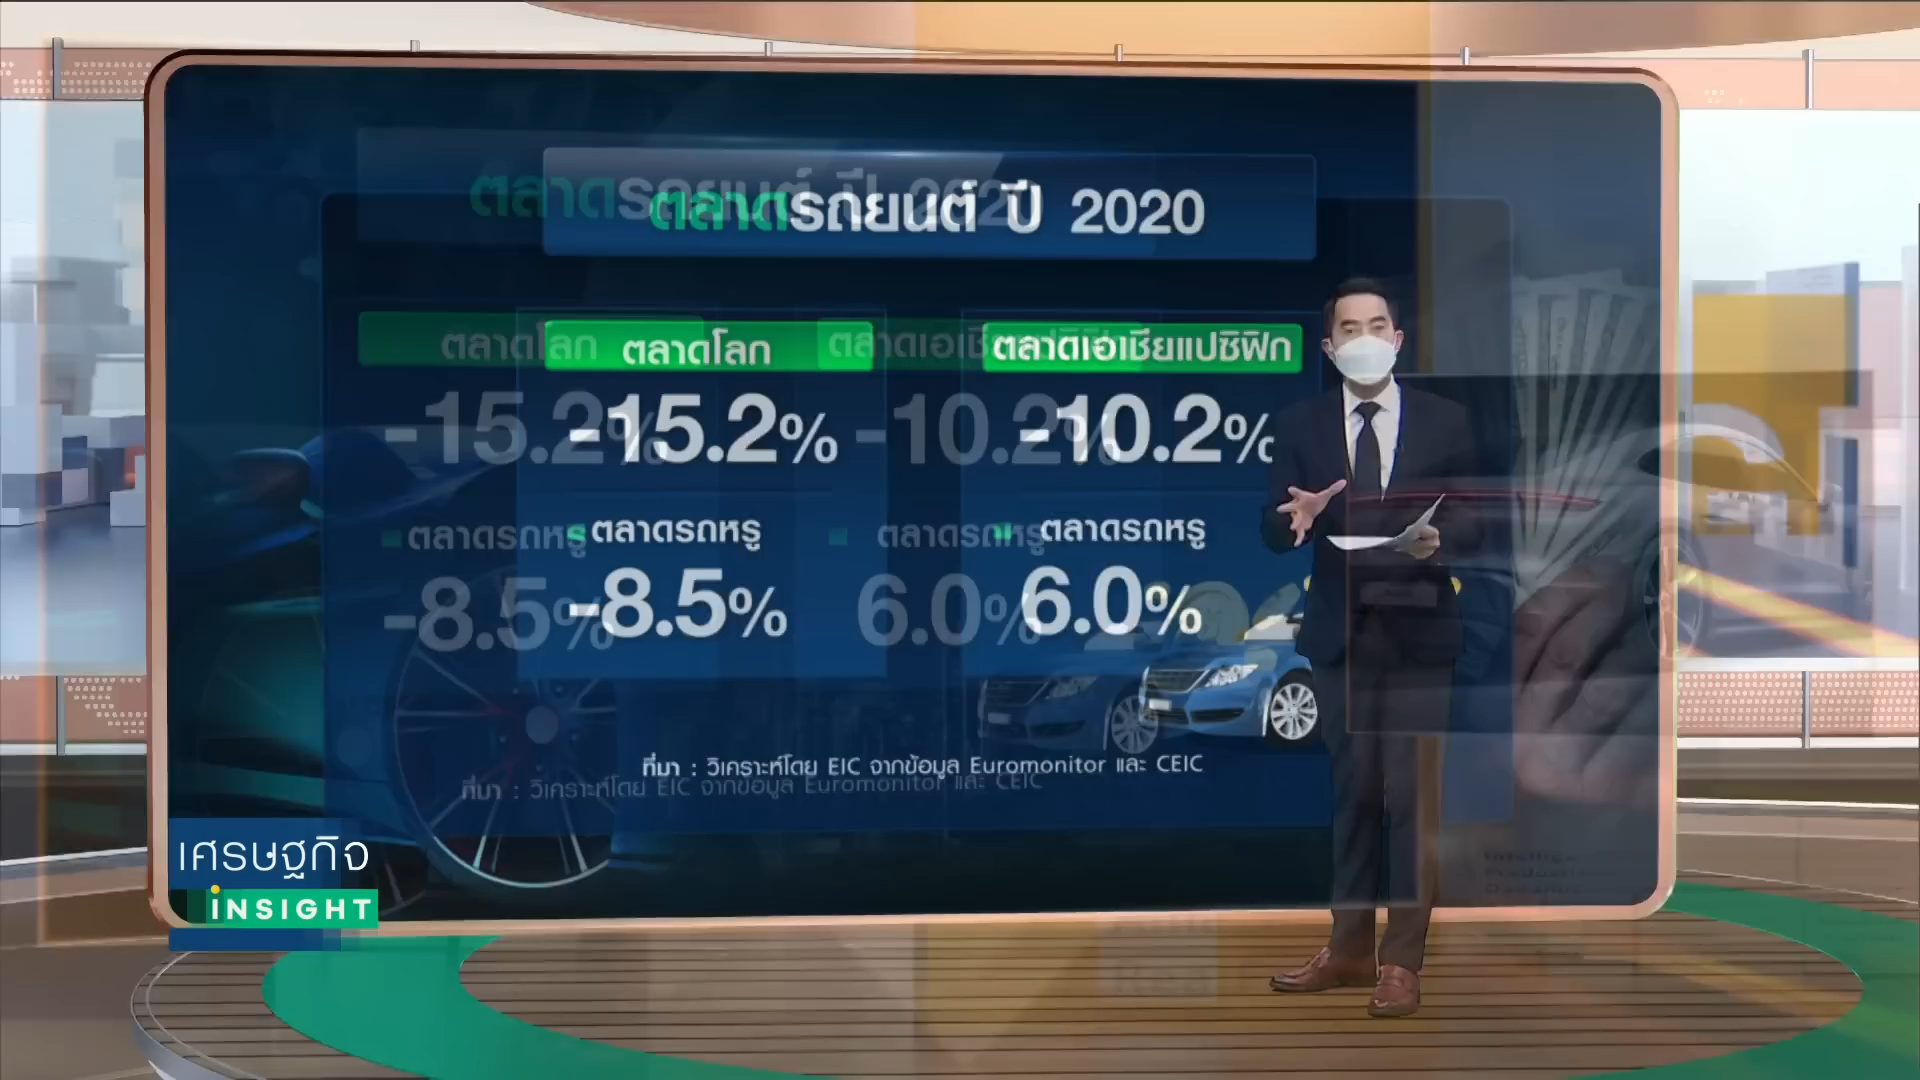 ตลาดรถยนต์ ปี 2020
ตลาดโลก
ตลาดเอเชียแปซิฟิก
-15.2%
-10.2%
ตลาดรถหรู
ตลาดรถหรู
-8.5%
6.0%
ที่มา : วิเคราะห์โดย EIC จากข้อมูล Euromonitor และ CEIC
เศรษฐกิจ
INSIGHT